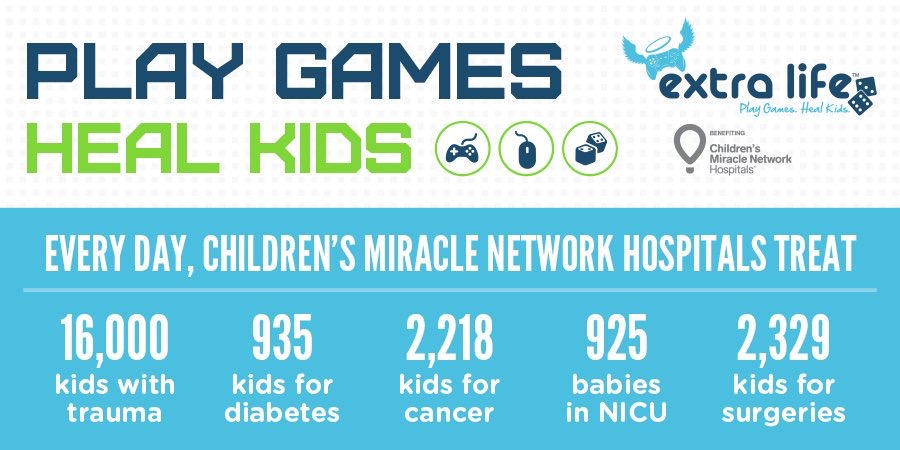 PLAY GAMES
HEAL KIDS
extra life™
Play Games. Heal Kids.
BENEFITING
Children's
Miracle Network
Hospitals
EVERY DAY, CHILDREN'S MIRACLE NETWORK HOSPITALS TREAT
16,000
kids with
trauma
935
kids for
diabetes
2,218
kids for
cancer
925
babies
in NICU
2,329
kids for
surgeries